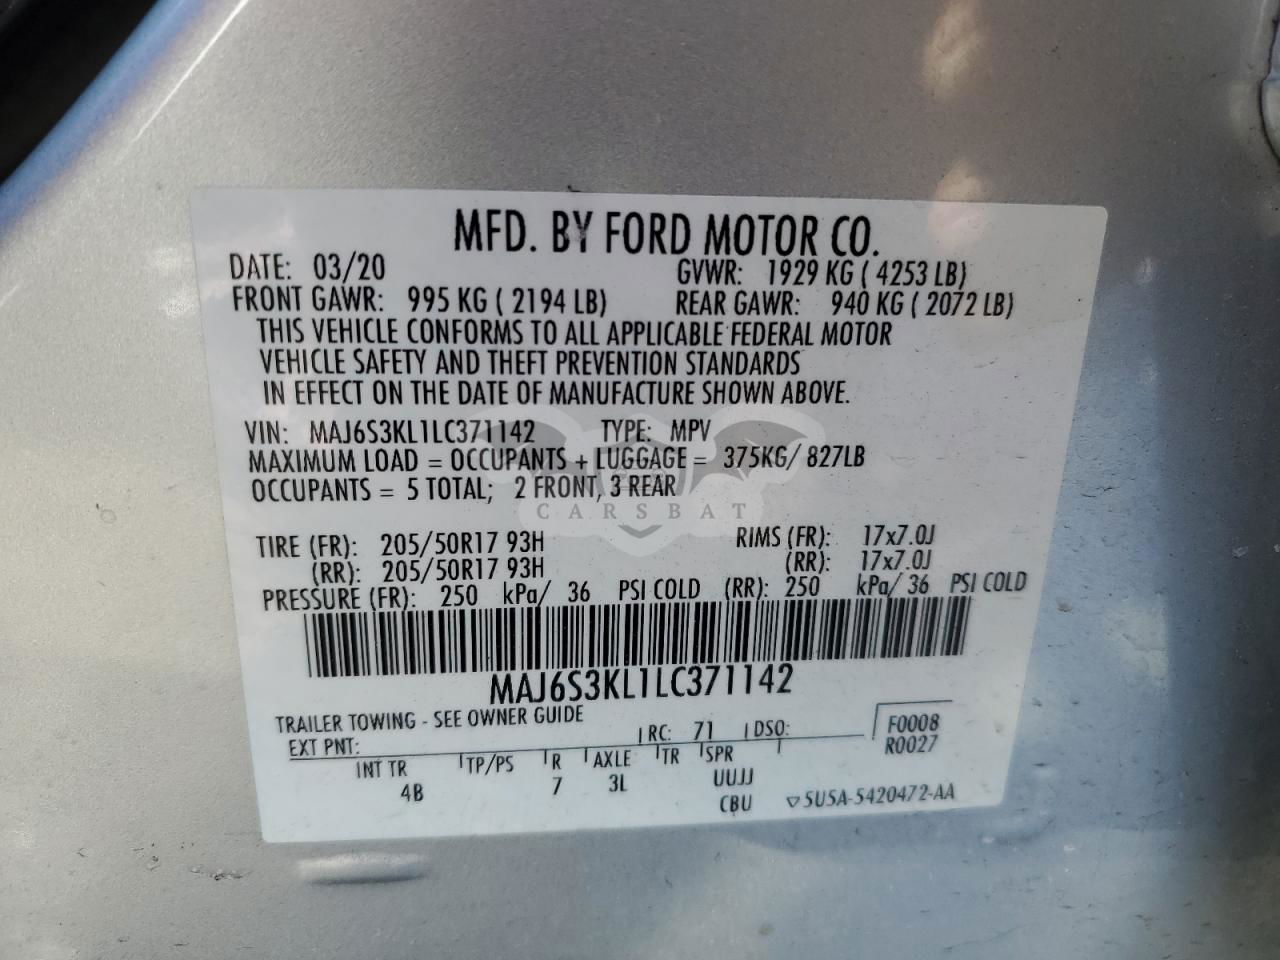 MFD. BY FORD MOTOR CO.
DATE: 03/20 GVWR: 1929 KG ( 4253 LB)
FRONT GAWR: 995 KG ( 2194 LB) REAR GAWR: 940 KG ( 2072 LB)
THIS VEHICLE CONFORMS TO ALL APPLICABLE FEDERAL MOTOR
VEHICLE SAFETY AND THEFT PREVENTION STANDARDS
IN EFFECT ON THE DATE OF MANUFACTURE SHOWN ABOVE.
VIN: MAJ6S3KL1LC371142 TYPE: MPV
MAXIMUM LOAD = OCCUPANTS + LUGGAGE = 375KG/ 827LB
OCCUPANTS = 5 TOTAL; 2 FRONT, 3 REAR
CARSBAT
TIRE (FR): 205/50R17 93H RIMS (FR): 17x7.0J
(RR): 205/50R17 93H (RR): 17x7.0J
PRESSURE (FR): 250 kPa/ 36 PSI COLD (RR): 250 kPa/ 36 PSI COLD
MAJ6S3KL1LC371142
TRAILER TOWING - SEE OWNER GUIDE
EXT PNT: RC: 71 DSO: F0008
R0027
INT TR TP/PS R AXLE TR SPR
4B 7 3L UUJJ
CBU 5U5A-5420472-AA